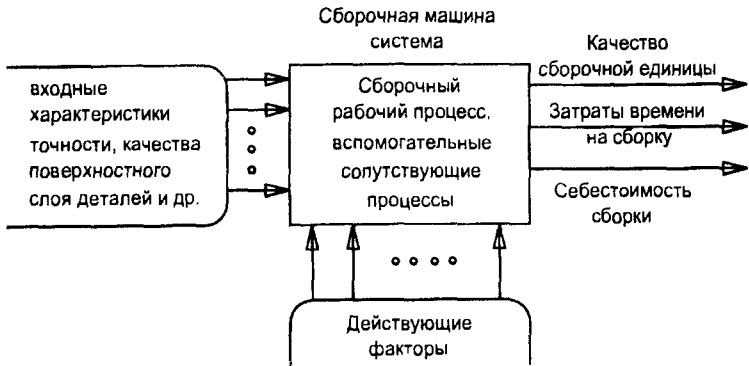 Сборочная машина
система
входные
характеристики
точности, качества
поверхностного
слоя деталей и др.
Сборочный
рабочий процесс,
вспомогательные
сопутствующие
процессы
Качество
сборочной единицы
Затраты времени
на сборку
Себестоимость
сборки
Действующие
факторы